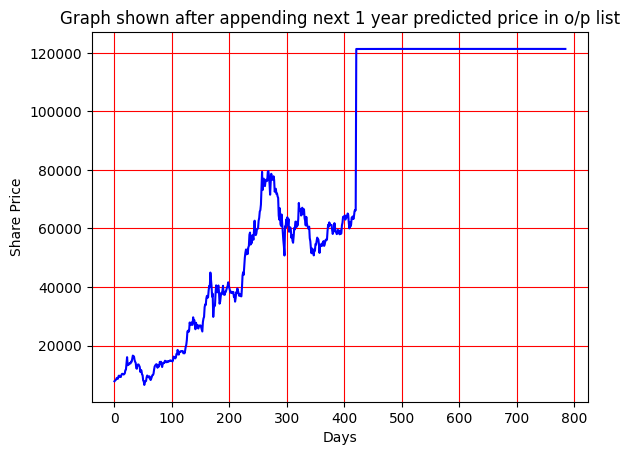 Graph shown after appending next 1 year predicted price in o/p list
120000
100000
80000
60000
40000
20000
Share Price
0 100 200 300 400 500 600 700 800
Days